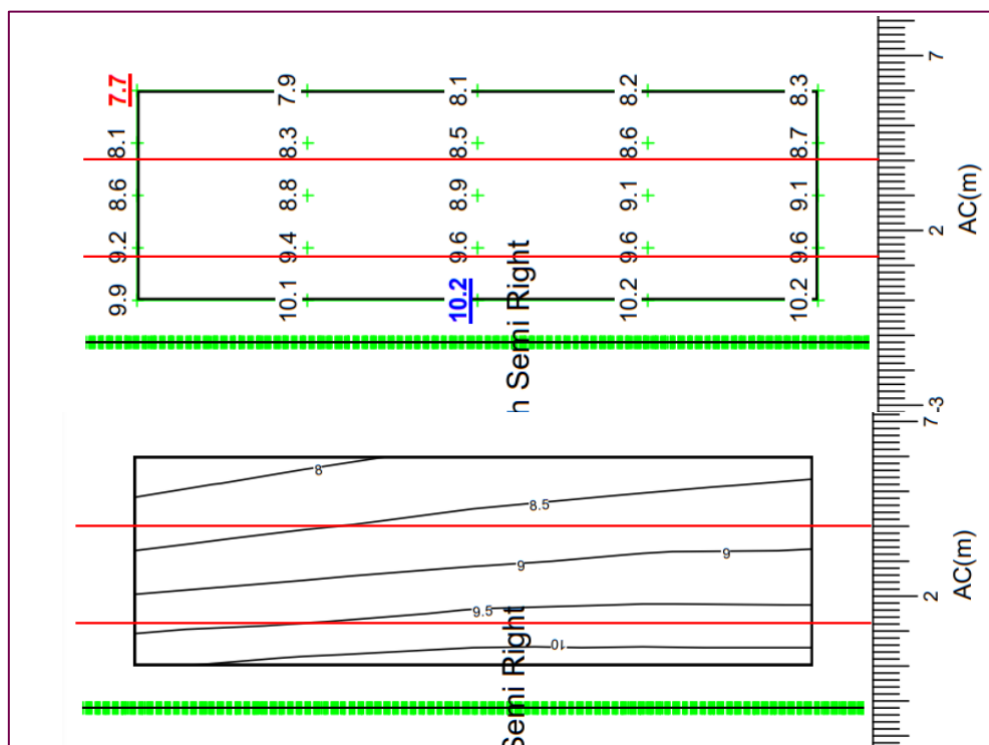 7.7 7.9 8.1 8.2 8.3
8.1 8.3 8.5 8.6 8.7
8.6 8.8 8.9 9.1 9.1
9.2 9.4 9.6 9.6 9.6
9.9 10.1 10.2 10.2 10.2
h Semi Right
7
2
-3
AC(m)
8
8.5
9
9
9.5
10
Semi Right
7
2
AC(m)